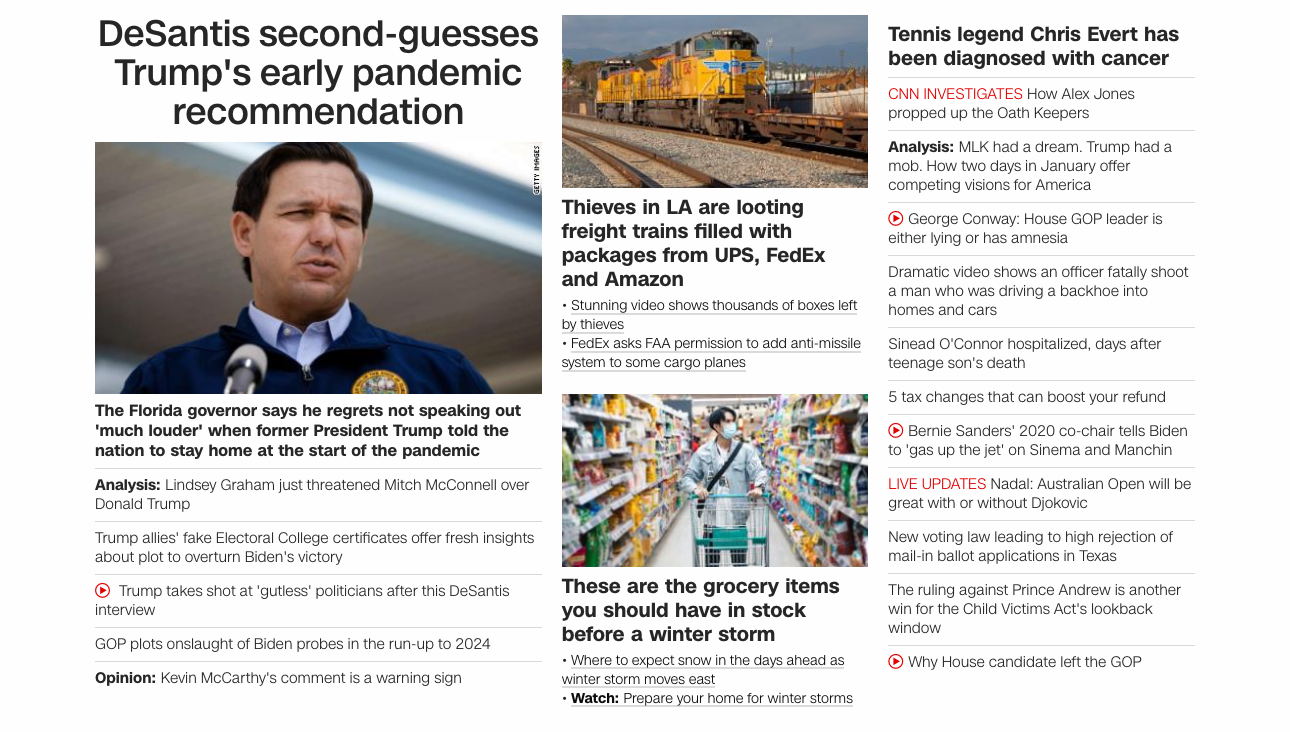 DeSantis second-guesses
Trump's early pandemic
recommendation
GETTY IMAGES
The Florida governor says he regrets not speaking out
'much louder' when former President Trump told the
nation to stay home at the start of the pandemic
Analysis: Lindsey Graham just threatened Mitch McConnell over
Donald Trump
Trump allies' fake Electoral College certificates offer fresh insights
about plot to overturn Biden's victory
Trump takes shot at 'gutless' politicians after this DeSantis
interview
GOP plots onslaught of Biden probes in the run-up to 2024
Opinion: Kevin McCarthy's comment is a warning sign
Thieves in LA are looting
freight trains filled with
packages from UPS, FedEx
and Amazon
• Stunning video shows thousands of boxes left
by thieves
• FedEx asks FAA permission to add anti-missile
system to some cargo planes
These are the grocery items
you should have in stock
before a winter storm
• Where to expect snow in the days ahead as
winter storm moves east
• Watch: Prepare your home for winter storms
Tennis legend Chris Evert has
been diagnosed with cancer
CNN INVESTIGATES How Alex Jones
propped up the Oath Keepers
Analysis: MLK had a dream. Trump had a
mob. How two days in January offer
competing visions for America
George Conway: House GOP leader is
either lying or has amnesia
Dramatic video shows an officer fatally shoot
a man who was driving a backhoe into
homes and cars
Sinead O'Connor hospitalized, days after
teenage son's death
5 tax changes that can boost your refund
Bernie Sanders' 2020 co-chair tells Biden
to 'gas up the jet' on Sinema and Manchin
LIVE UPDATES Nadal: Australian Open will be
great with or without Djokovic
New voting law leading to high rejection of
mail-in ballot applications in Texas
The ruling against Prince Andrew is another
win for the Child Victims Act's lookback
window
Why House candidate left the GOP